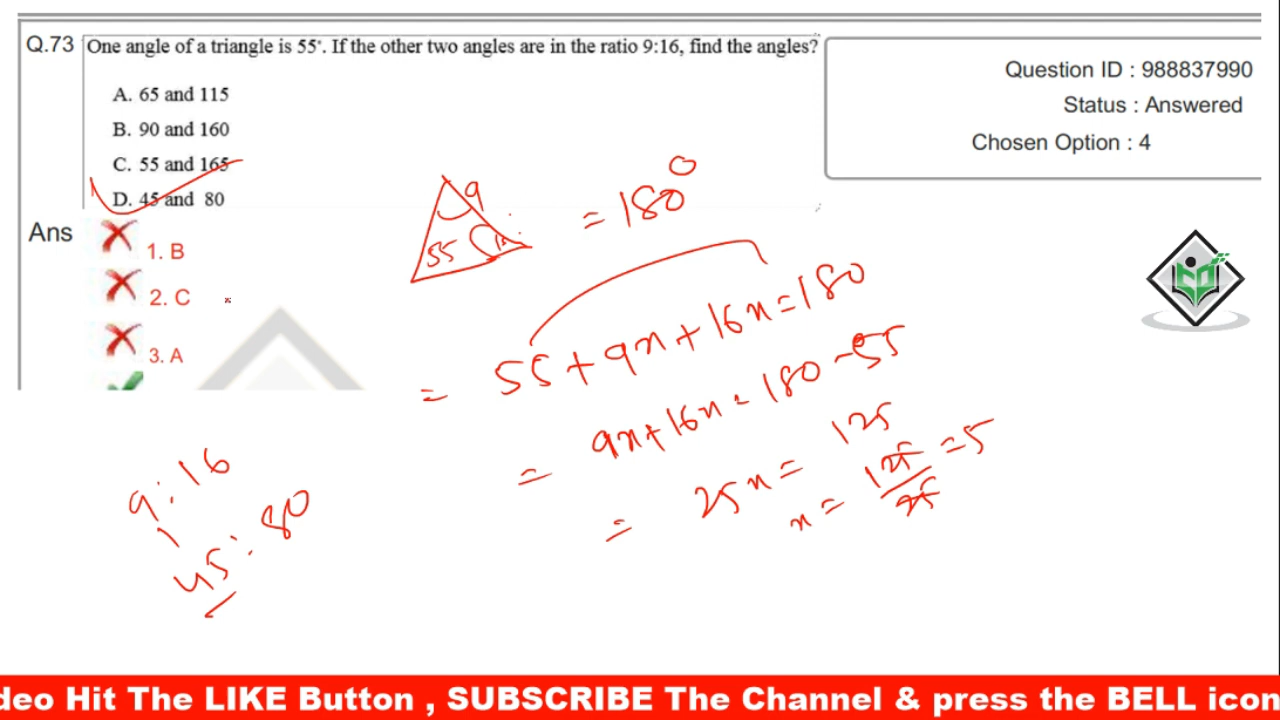 Q.73 One angle of a triangle is 55°. If the other two angles are in the ratio 9:16, find the angles?
A. 65 and 115
B. 90 and 160
C. 55 and 165
D. 45 and 80
Question ID : 988837990
Status : Answered
Chosen Option : 4
Ans
1. B
2. C
3. A
9
55
= 180°
= 55 + 9x + 16x = 180
= 9x + 16x = 180 - 55
= 25x = 125
x = 125/25 = 5
9 : 16
45 : 80
deo Hit The LIKE Button , SUBSCRIBE The Channel & press the BELL icon